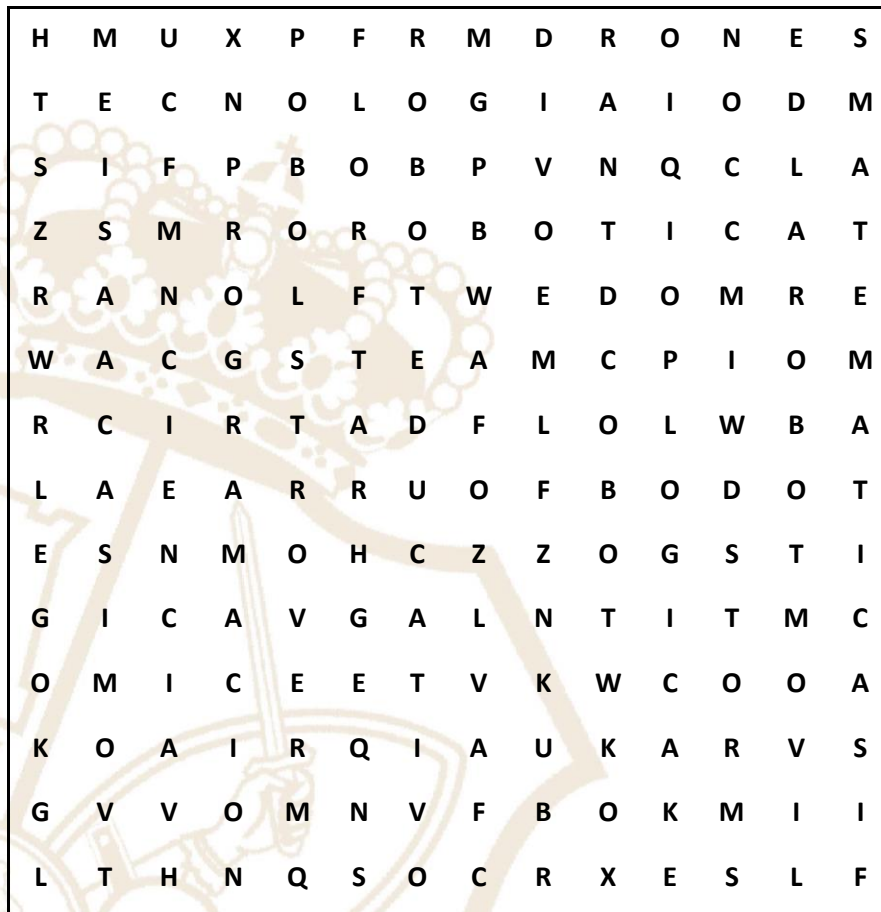 H M U X P F R M D R O N E S
T E C N O L O G I A I O D M
S I F P B O B P V N Q C L A
Z S M R O R O B O T I C A T
R A N O L F T W E D O M R E
W A C G S T E A M C P I O M
R C I R T A D F L O L W B A
L A E A R R U O F B O D O T
E S N M O H C Z Z O G S T I
G I C A V G A L N T I T M C
O M I C E E T V K W C O O A
K O A I R Q I A U K A R V S
G V V O M N V F B O K M I I
L T H N Q S O C R X E S L F